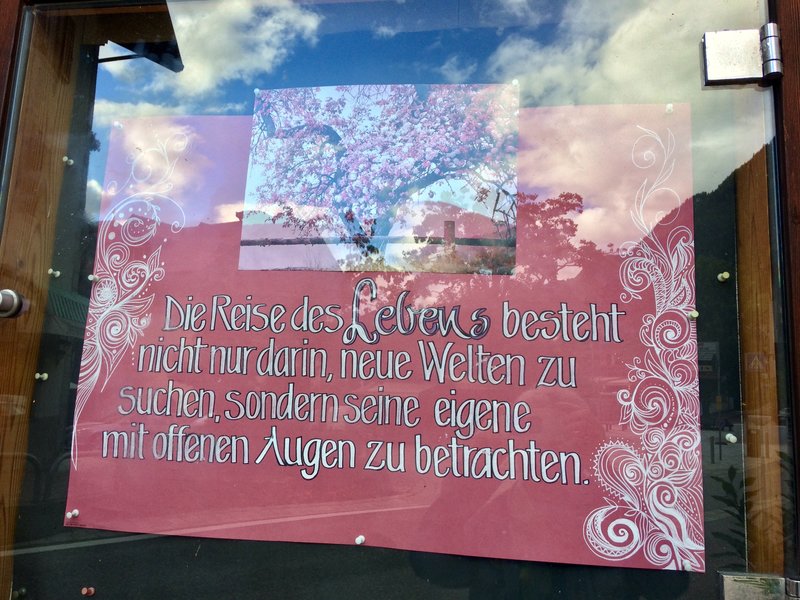 Die Reise des Lebens besteht
nicht nur darin, neue Welten zu
suchen, sondern seine eigene
mit offenen Augen zu betrachten.